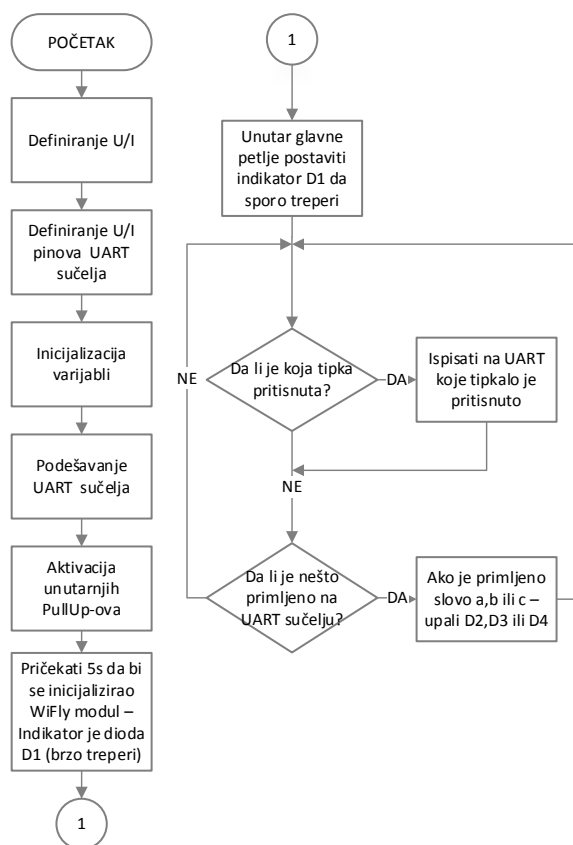 POČETAK
Definiranje U/I
Definiranje U/I
pinova UART
sučelja
Inicijalizacija
varijabli
Podešavanje
UART sučelja
Aktivacija
unutarnjih
PullUp-ova
Pričekati 5s da bi
se inicijalizirao
WiFly modul –
Indikator je dioda
D1 (brzo treperi)
1
1
Unutar glavne
petlje postaviti
indikator D1 da
sporo treperi
Da li je koja tipka
pritisnuta?
DA
Ispisati na UART
koje tipkalo je
pritisnuto
NE
NE
Da li je nešto
primljeno na
UART sučelju?
DA
Ako je primljeno
slovo a,b ili c –
upali D2,D3 ili D4